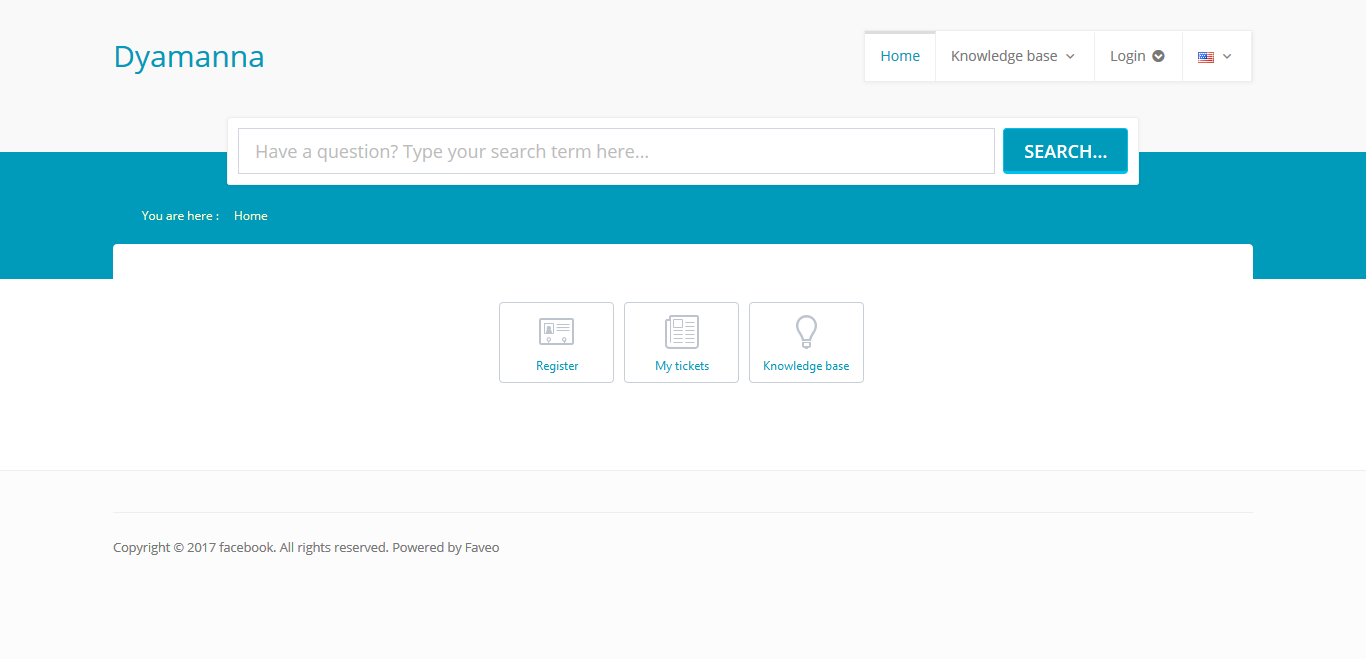 Dyamanna
Home Knowledge base Login
Have a question? Type your search term here... SEARCH...
You are here : Home
Register My tickets Knowledge base
Copyright © 2017 facebook. All rights reserved. Powered by Faveo